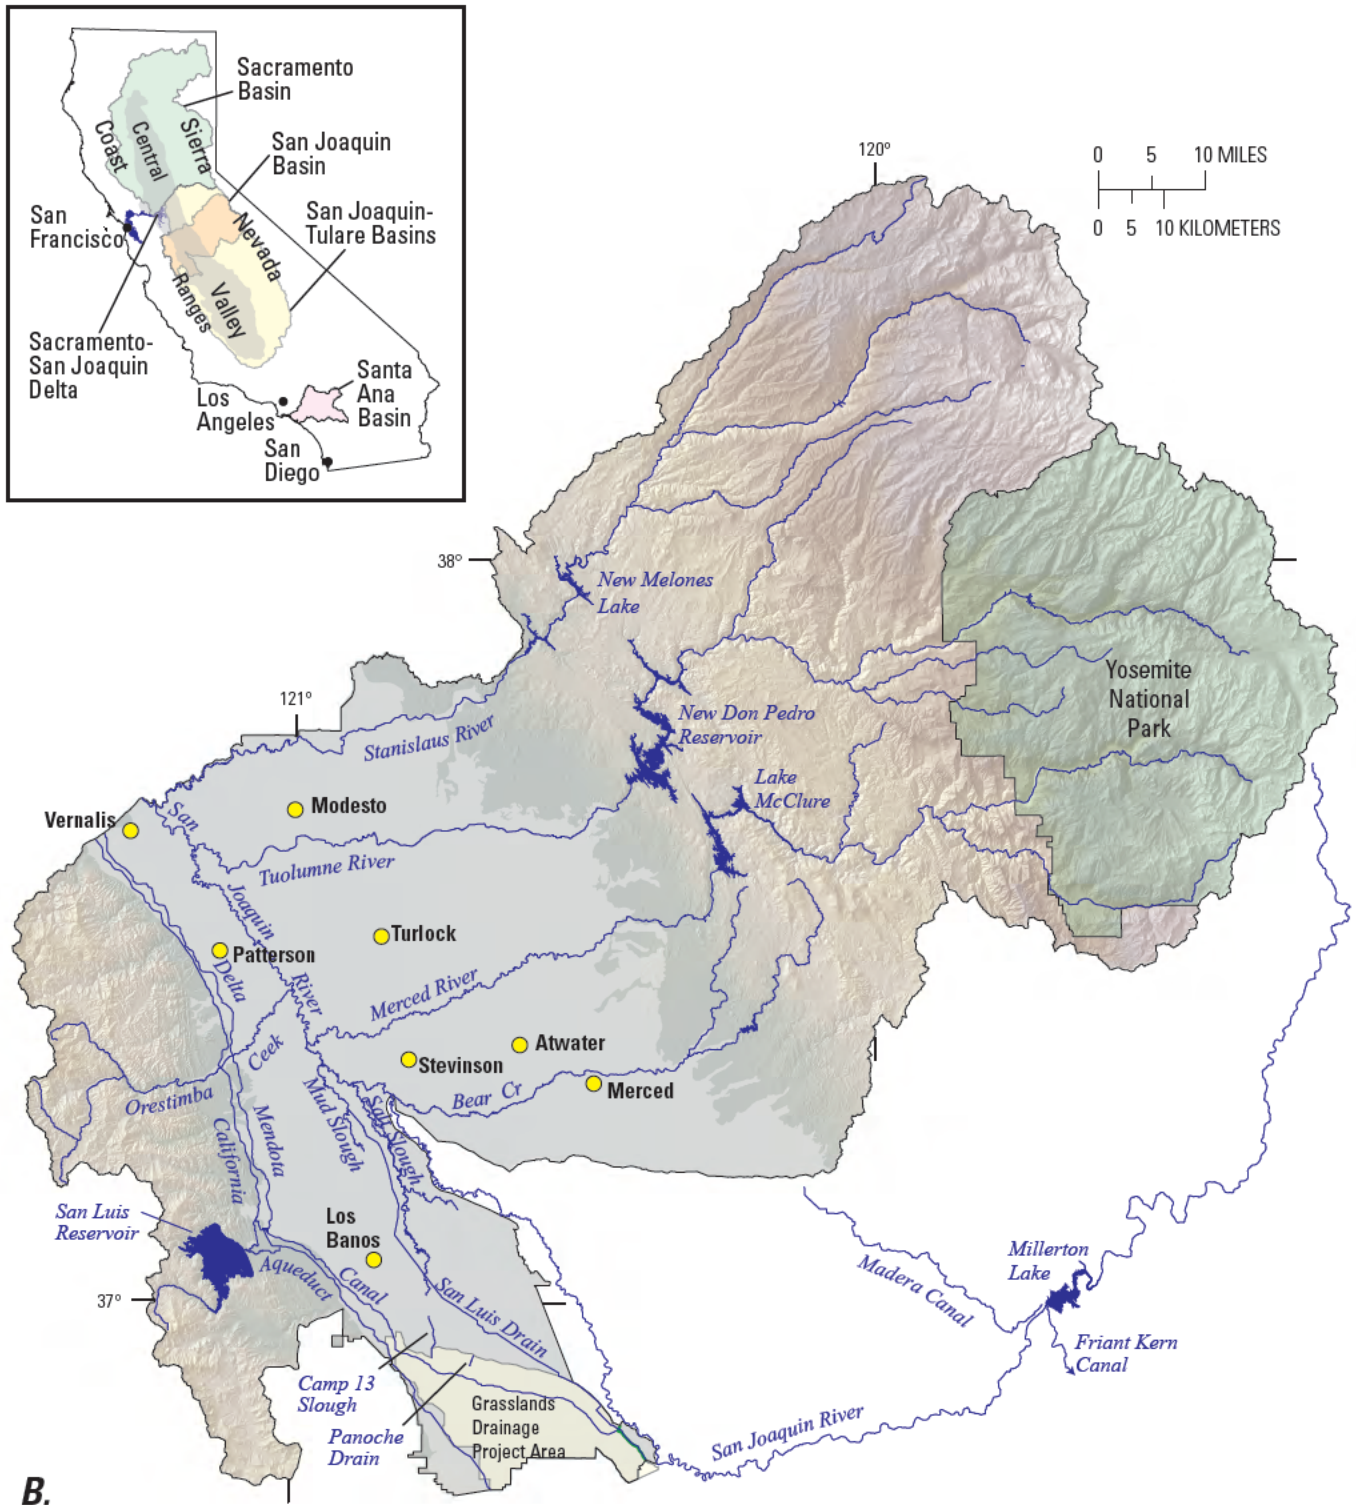 Sacramento
Basin
Coast
Central
Sierra
San Joaquin
Basin
San
Francisco
San Joaquin-
Tulare Basins
Nevada
Ranges
Valley
Sacramento-
San Joaquin
Delta
Santa
Ana
Basin
Los
Angeles
San
Diego
120°
0 5 10 MILES
0 5 10 KILOMETERS
38°
New Melones
Lake
Yosemite
National
Park
121°
Stanislaus River
New Don Pedro
Reservoir
Lake
McClure
Vernalis
San
Modesto
Tuolumne River
Joaquin
Turlock
Patterson
Delta
River
Merced River
Ceek
Atwater
Stevinson
Merced
Bear Cr
Orestimba
Mud Slough
Salt Slough
California
Mendota
San Luis
Reservoir
Los
Banos
Aqueduct
Canal
San Luis Drain
37°
Madera Canal
Millerton
Lake
Friant Kern
Canal
Camp 13
Slough
Panoche
Drain
Grasslands
Drainage
Project Area
San Joaquin River
B.